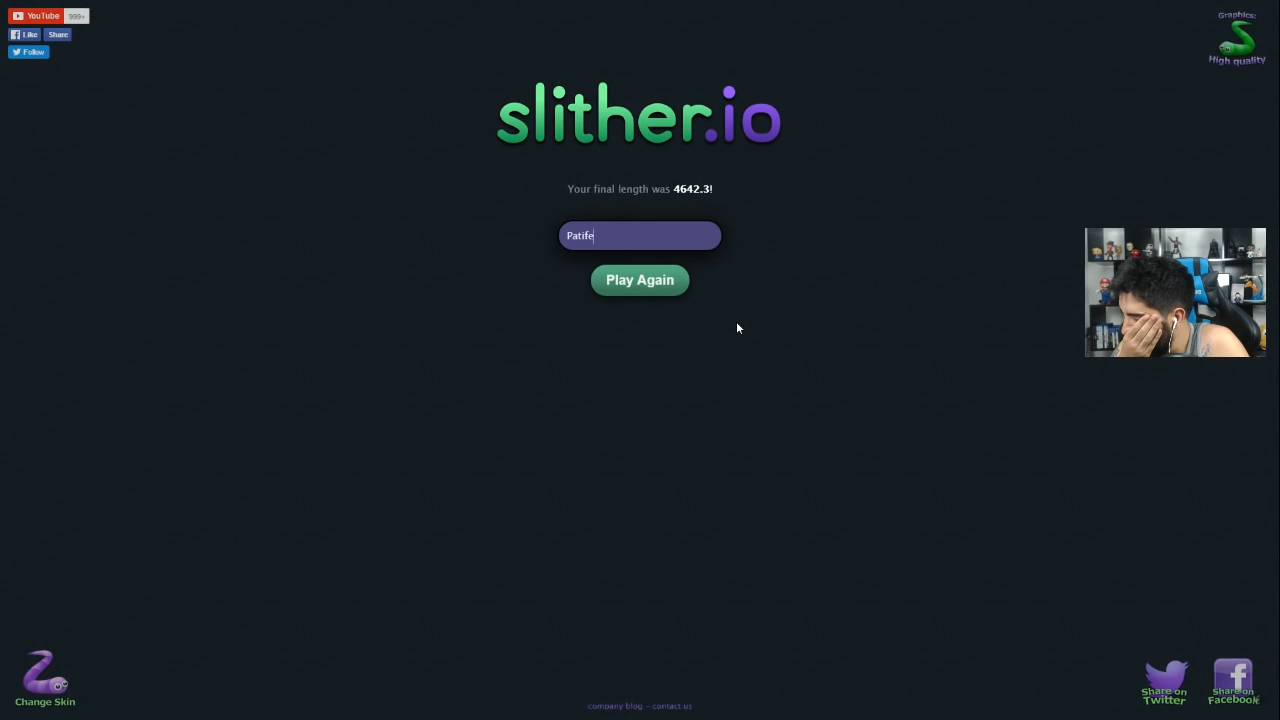 YouTube 999+
Like Share
Follow
Graphics:
High quality
slither.io
Your final length was 4642.3!
Patife
Play Again
Change Skin
company blog - contact us
Share on
Twitter
Share on
Facebook